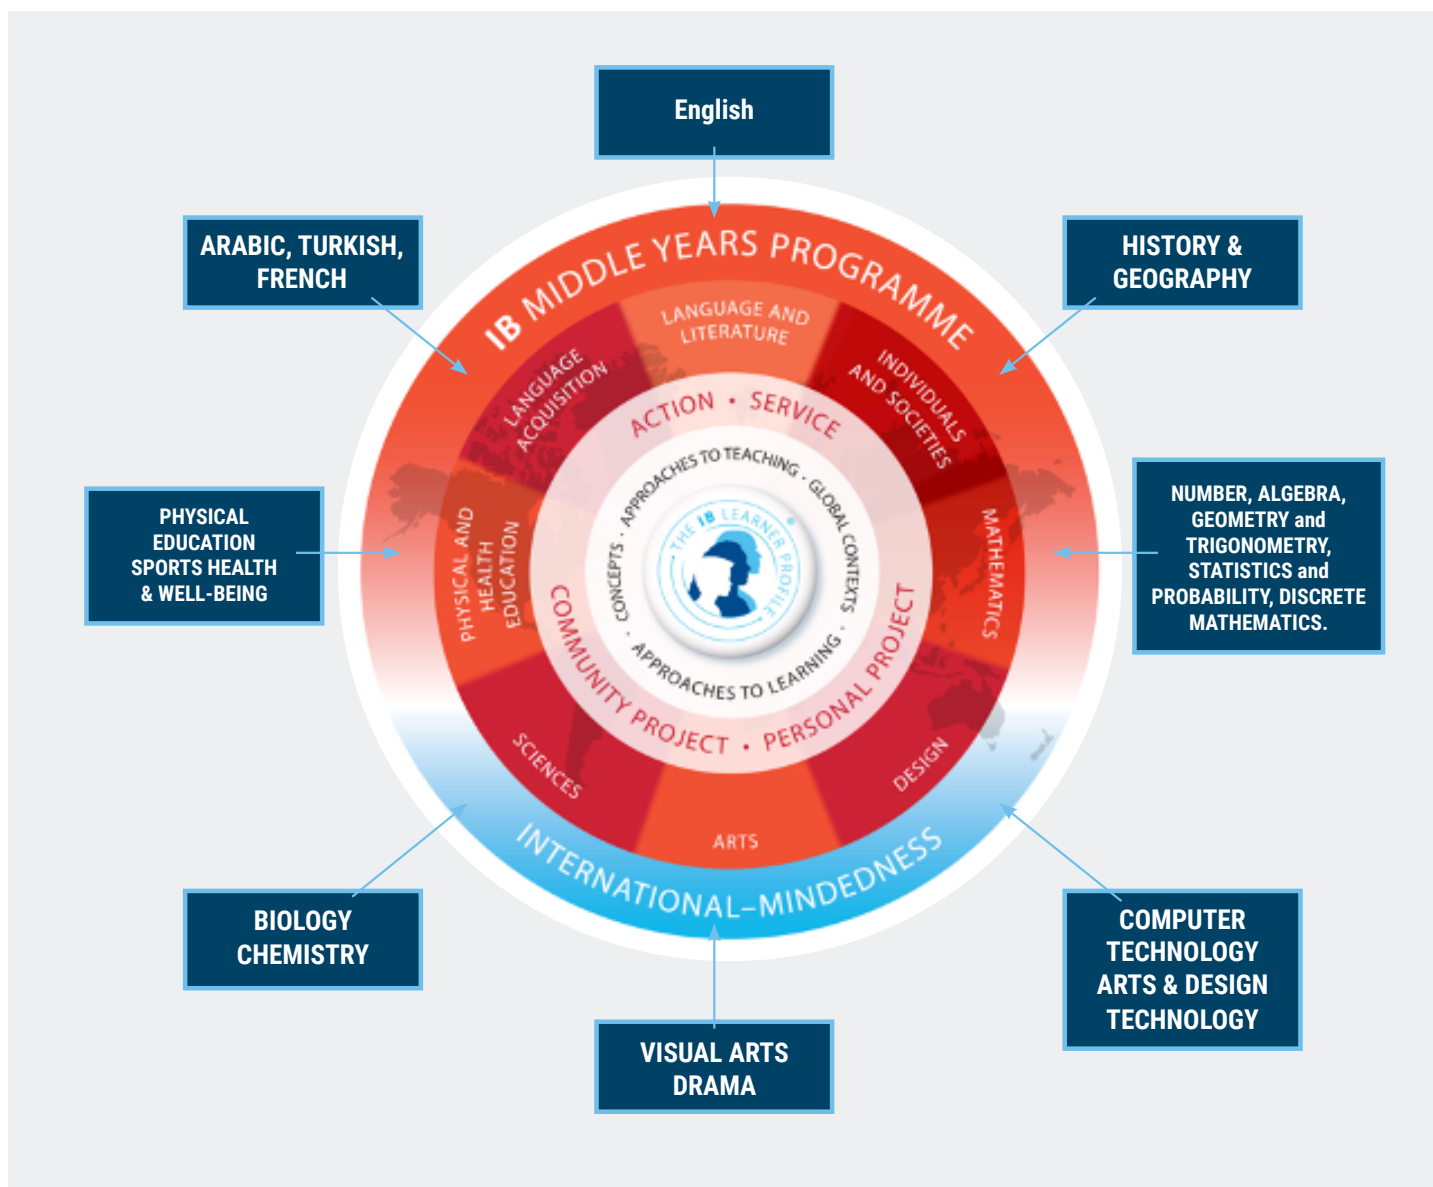 English
ARABIC, TURKISH,
FRENCH
HISTORY &
GEOGRAPHY
IB MIDDLE YEARS PROGRAMME
LANGUAGE AND
LITERATURE
LANGUAGE
ACQUISITION
INDIVIDUALS
AND SOCIETIES
ACTION • SERVICE
APPROACHES TO TEACHING · GLOBAL CONTEXTS ·
APPROACHES TO LEARNING · CONCEPTS ·
THE IB LEARNER PROFILE
®
PHYSICAL
EDUCATION
SPORTS HEALTH
& WELL-BEING
PHYSICAL AND
HEALTH
EDUCATION
MATHEMATICS
NUMBER, ALGEBRA,
GEOMETRY and
TRIGONOMETRY,
STATISTICS and
PROBABILITY, DISCRETE
MATHEMATICS.
COMMUNITY PROJECT • PERSONAL PROJECT
SCIENCES
ARTS
DESIGN
INTERNATIONAL–MINDEDNESS
BIOLOGY
CHEMISTRY
VISUAL ARTS
DRAMA
COMPUTER
TECHNOLOGY
ARTS & DESIGN
TECHNOLOGY